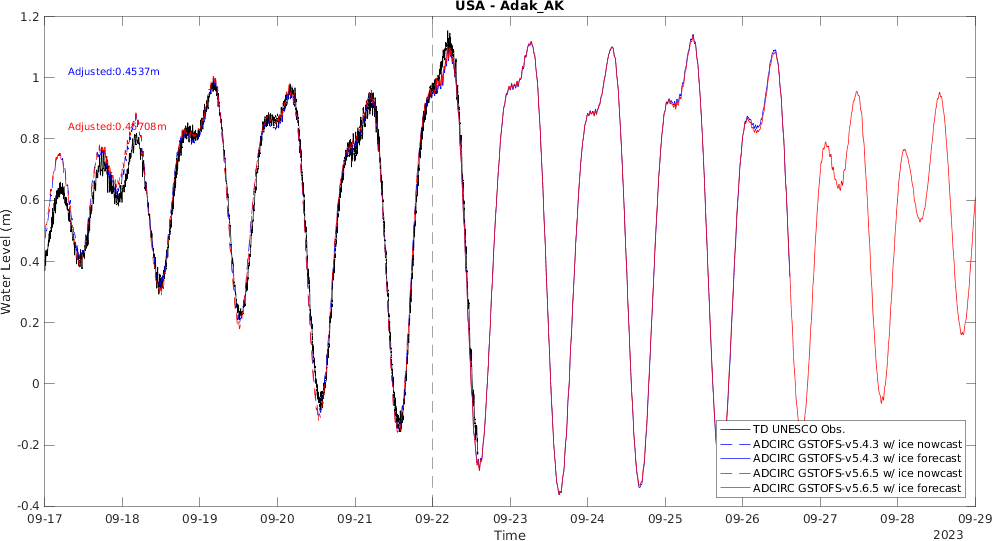 USA - Adak_AK
1.2
1
0.8
0.6
0.4
0.2
0
-0.2
-0.4
Water Level (m)
Adjusted:0.4537m
TD UNESCO Obs.
ADCIRC GSTOFS-v5.4.3 w/ ice nowcast
ADCIRC GSTOFS-v5.4.3 w/ ice forecast
ADCIRC GSTOFS-v5.6.5 w/ ice nowcast
ADCIRC GSTOFS-v5.6.5 w/ ice forecast
09-17 09-18 09-19 09-20 09-21 09-22 09-23 09-24 09-25 09-26 09-27 09-28 09-29
Time
2023